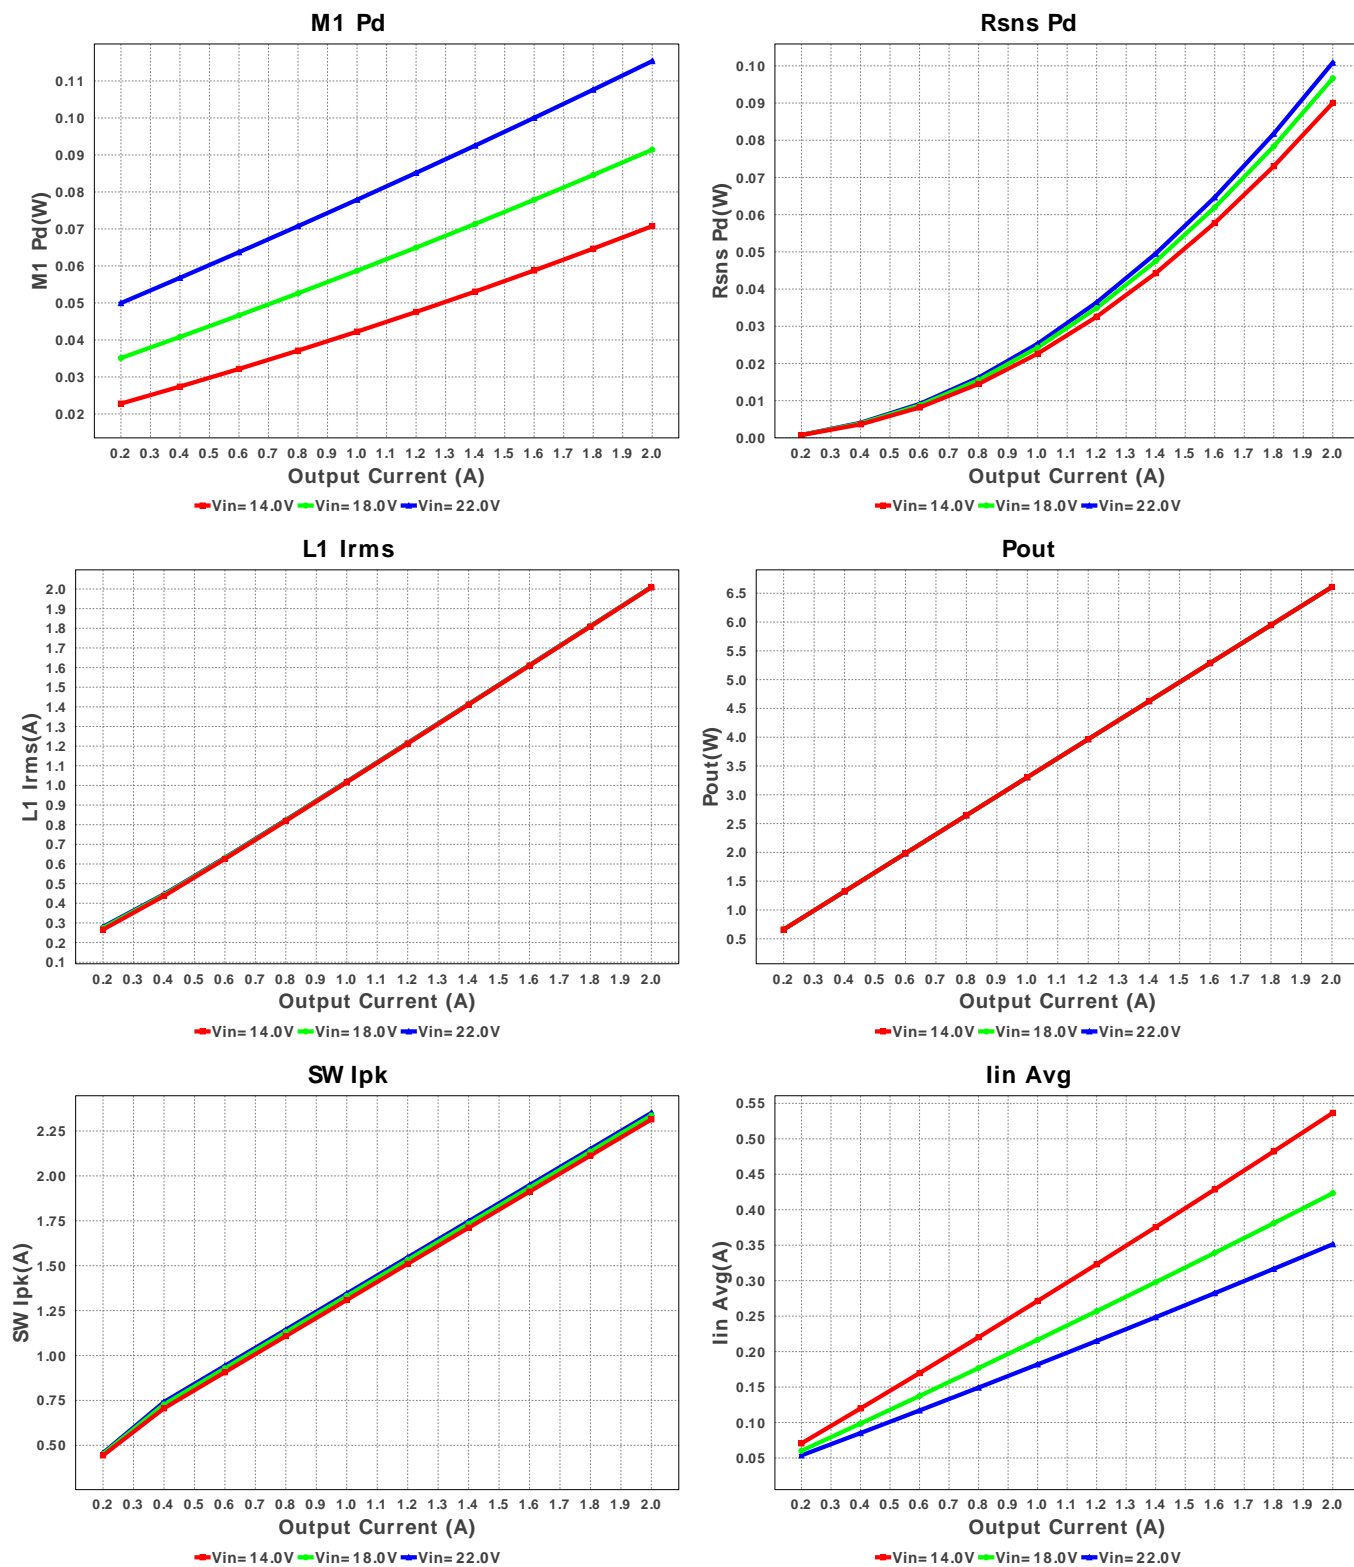 M1 Pd
0.11
0.10
0.09
0.08
0.07
0.06
0.05
0.04
0.03
0.02
M1 Pd(W)
0.2 0.3 0.4 0.5 0.6 0.7 0.8 0.9 1.0 1.1 1.2 1.3 1.4 1.5 1.6 1.7 1.8 1.9 2.0
Output Current (A)
Vin= 14.0V Vin= 18.0V Vin= 22.0V
Rsns Pd
0.10
0.09
0.08
0.07
0.06
0.05
0.04
0.03
0.02
0.01
0.00
Rsns Pd(W)
0.2 0.3 0.4 0.5 0.6 0.7 0.8 0.9 1.0 1.1 1.2 1.3 1.4 1.5 1.6 1.7 1.8 1.9 2.0
Output Current (A)
Vin= 14.0V Vin= 18.0V Vin= 22.0V
L1 Irms
2.0
1.9
1.8
1.7
1.6
1.5
1.4
1.3
1.2
1.1
1.0
0.9
0.8
0.7
0.6
0.5
0.4
0.3
0.2
0.1
L1 Irms(A)
0.2 0.3 0.4 0.5 0.6 0.7 0.8 0.9 1.0 1.1 1.2 1.3 1.4 1.5 1.6 1.7 1.8 1.9 2.0
Output Current (A)
Vin= 14.0V Vin= 18.0V Vin= 22.0V
Pout
6.5
6.0
5.5
5.0
4.5
4.0
3.5
3.0
2.5
2.0
1.5
1.0
0.5
Pout(W)
0.2 0.3 0.4 0.5 0.6 0.7 0.8 0.9 1.0 1.1 1.2 1.3 1.4 1.5 1.6 1.7 1.8 1.9 2.0
Output Current (A)
Vin= 14.0V Vin= 18.0V Vin= 22.0V
SW Ipk
2.25
2.00
1.75
1.50
1.25
1.00
0.75
0.50
SW Ipk(A)
0.2 0.3 0.4 0.5 0.6 0.7 0.8 0.9 1.0 1.1 1.2 1.3 1.4 1.5 1.6 1.7 1.8 1.9 2.0
Output Current (A)
Vin= 14.0V Vin= 18.0V Vin= 22.0V
Iin Avg
0.55
0.50
0.45
0.40
0.35
0.30
0.25
0.20
0.15
0.10
0.05
Iin Avg(A)
0.2 0.3 0.4 0.5 0.6 0.7 0.8 0.9 1.0 1.1 1.2 1.3 1.4 1.5 1.6 1.7 1.8 1.9 2.0
Output Current (A)
Vin= 14.0V Vin= 18.0V Vin= 22.0V